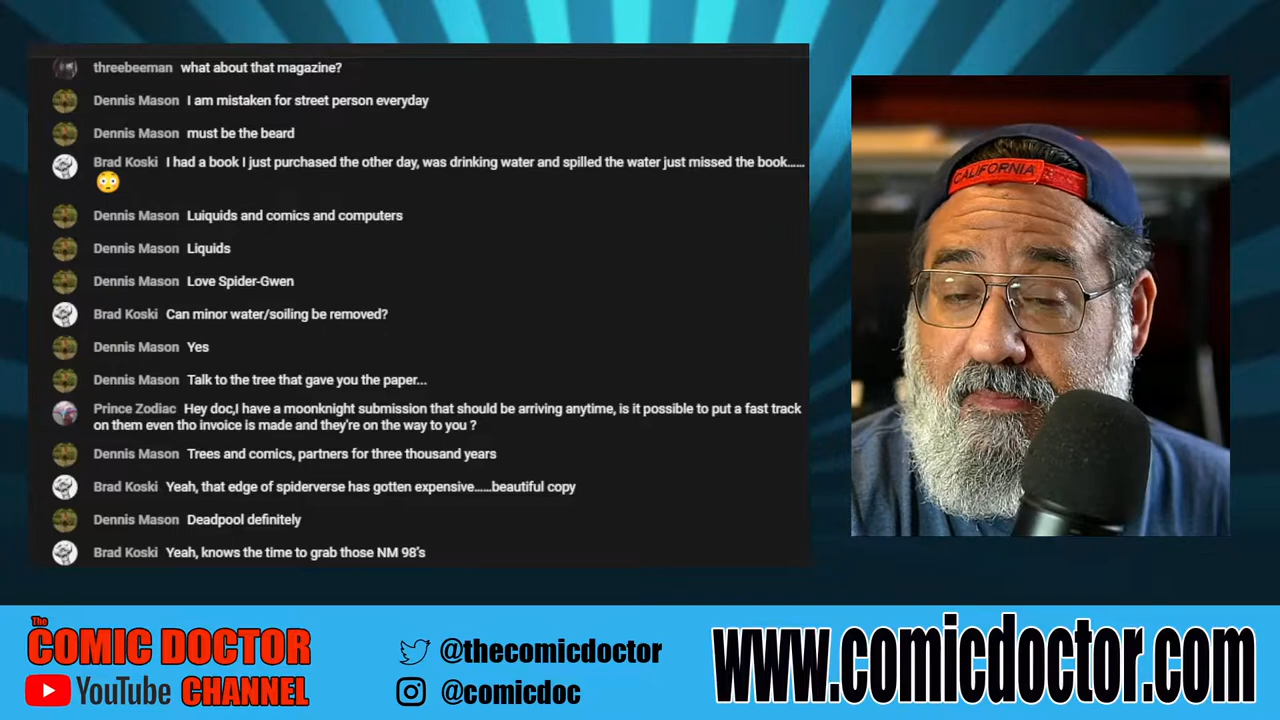 threebeeman what about that magazine?
Dennis Mason I am mistaken for street person everyday
Dennis Mason must be the beard
Brad Koski I had a book I just purchased the other day, was drinking water and spilled the water just missed the book......
😳
Dennis Mason Luiquids and comics and computers
Dennis Mason Liquids
Dennis Mason Love Spider-Gwen
Brad Koski Can minor water/soiling be removed?
Dennis Mason Yes
Dennis Mason Talk to the tree that gave you the paper...
Prince Zodiac Hey doc,I have a moonknight submission that should be arriving anytime, is it possible to put a fast track
on them even tho invoice is made and they're on the way to you ?
Dennis Mason Trees and comics, partners for three thousand years
Brad Koski Yeah, that edge of spiderverse has gotten expensive......beautiful copy
Dennis Mason Deadpool definitely
Brad Koski Yeah, knows the time to grab those NM 98's
CALIFORNIA
The
COMIC DOCTOR
YouTube CHANNEL
@thecomicdoctor
@comicdoc
www.comicdoctor.com